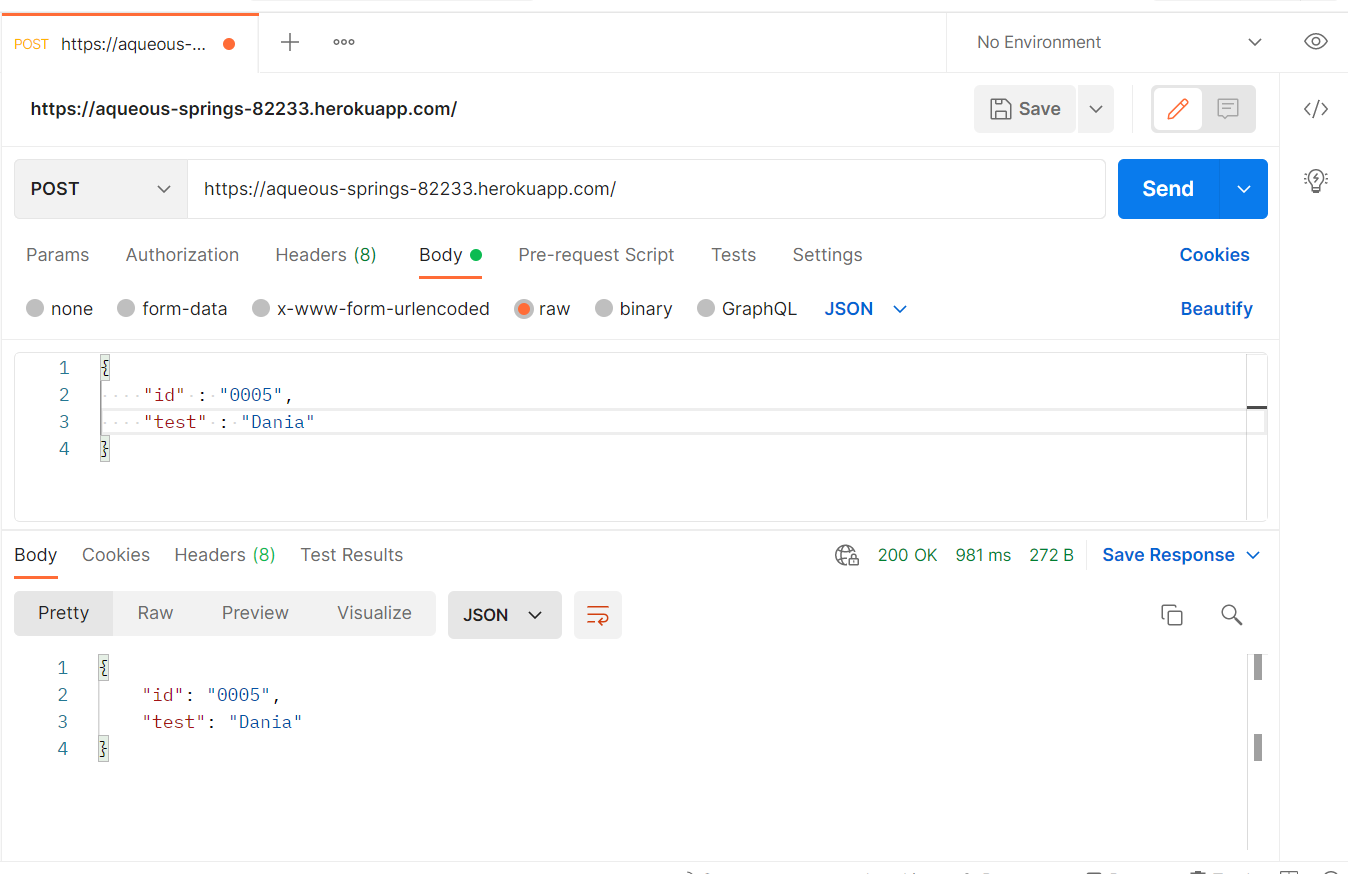 POST https://aqueous-... No Environment
https://aqueous-springs-82233.herokuapp.com/ Save
POST https://aqueous-springs-82233.herokuapp.com/ Send
Params Authorization Headers (8) Body Pre-request Script Tests Settings Cookies
none form-data x-www-form-urlencoded raw binary GraphQL JSON Beautify
1 {
2 "id" : "0005",
3 "test" : "Dania"
4 }
Body Cookies Headers (8) Test Results 200 OK 981 ms 272 B Save Response
Pretty Raw Preview Visualize JSON
1 {
2 "id": "0005",
3 "test": "Dania"
4 }